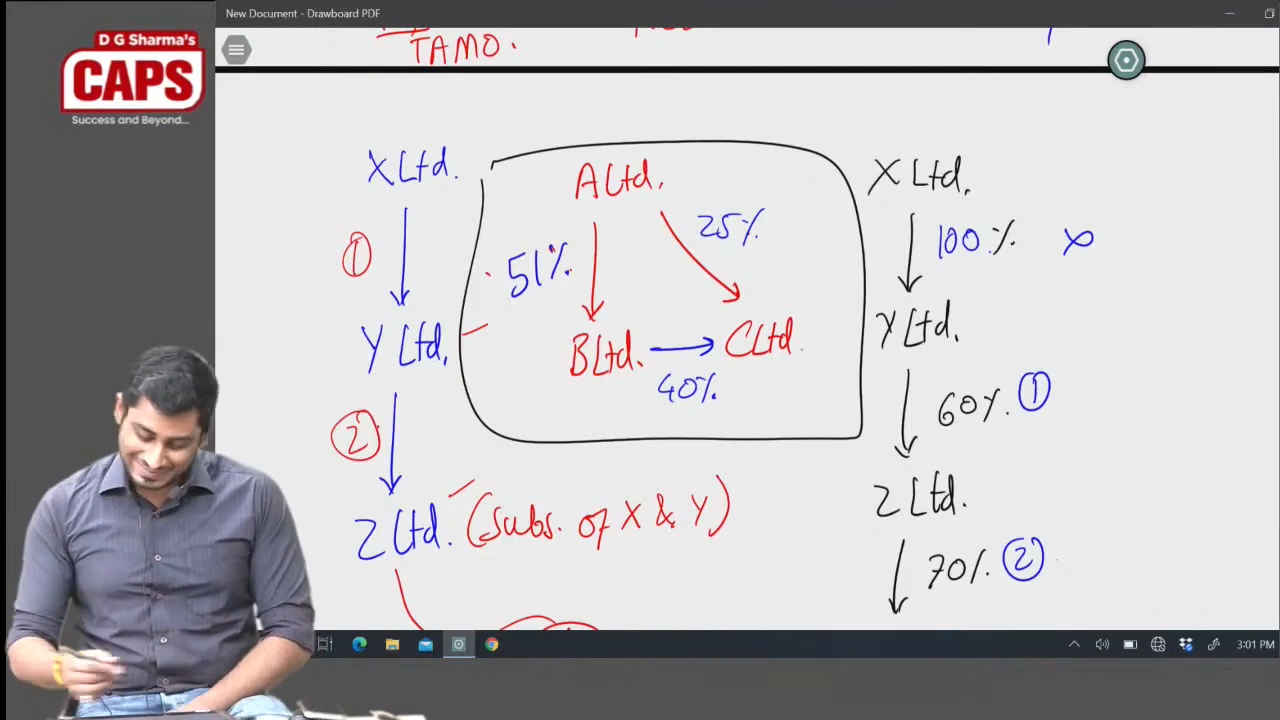 New Document - Drawboard PDF
D G Sharma's
CAPS
Success and Beyond...
TAMO.
X Ltd.
①
Y Ltd.
②
Z Ltd. (Subs. of X & Y)
A Ltd.
51%
25%
B Ltd.
C Ltd.
40%
X Ltd.
100%
Y Ltd.
60%. ①
Z Ltd.
70%. ②
3:01 PM